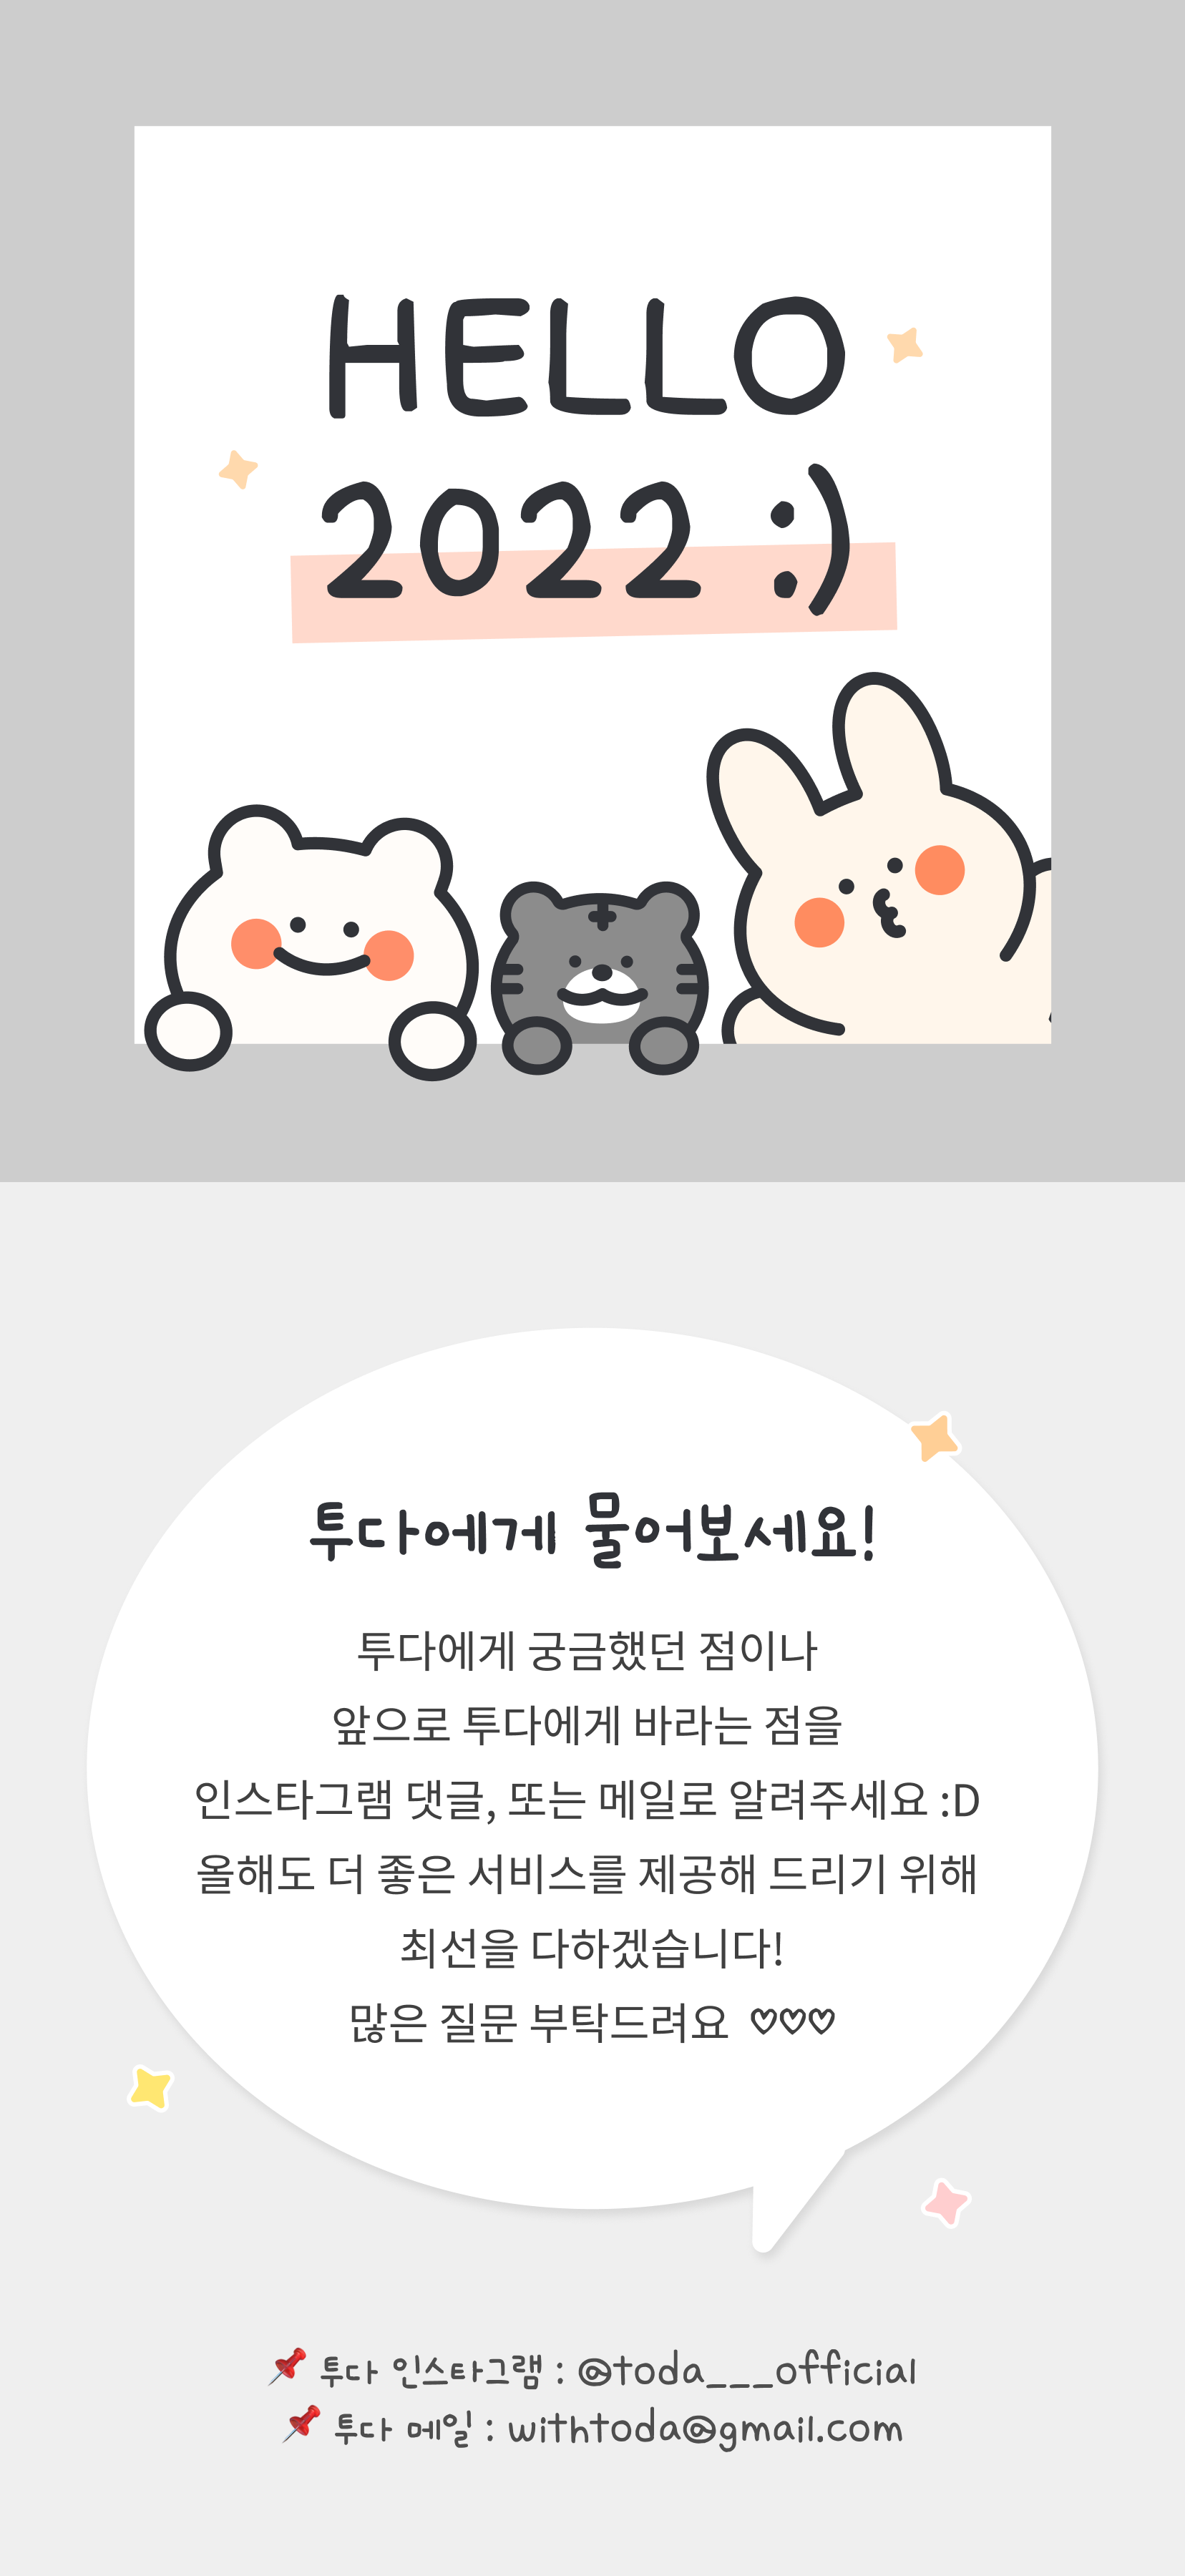 HELLO
2022 :)
투다에게 물어보세요!
투다에게 궁금했던 점이나
앞으로 투다에게 바라는 점을
인스타그램 댓글, 또는 메일로 알려주세요 :D
올해도 더 좋은 서비스를 제공해 드리기 위해
최선을 다하겠습니다!
많은 질문 부탁드려요 ♡♡♡
📌 투다 인스타그램 : @toda___official
📌 투다 메일 : withtoda@gmail.com